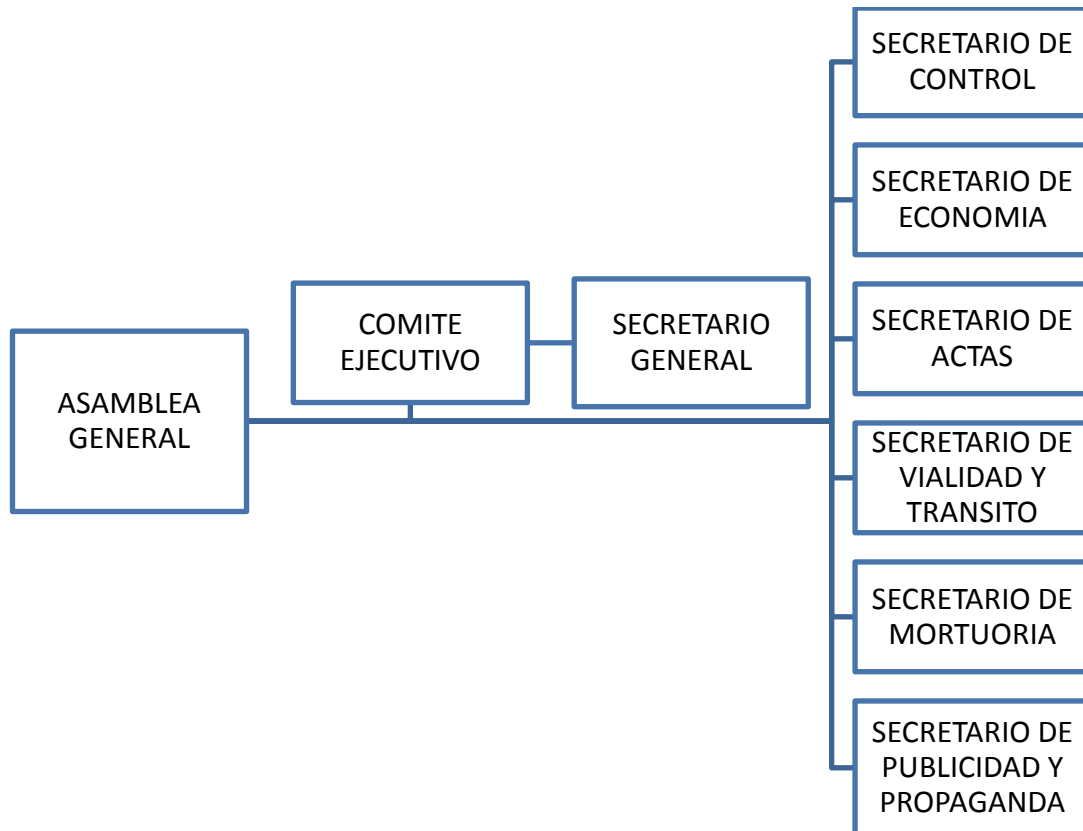 ASAMBLEA
GENERAL
COMITE
EJECUTIVO
SECRETARIO
GENERAL
SECRETARIO DE
CONTROL
SECRETARIO DE
ECONOMIA
SECRETARIO DE
ACTAS
SECRETARIO DE
VIALIDAD Y
TRANSITO
SECRETARIO DE
MORTUORIA
SECRETARIO DE
PUBLICIDAD Y
PROPAGANDA